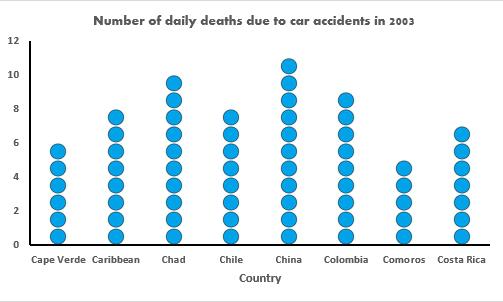 Number of daily deaths due to car accidents in 2003
12
10
8
6
4
2
0
Cape Verde Caribbean Chad Chile China Colombia Comoros Costa Rica
Country